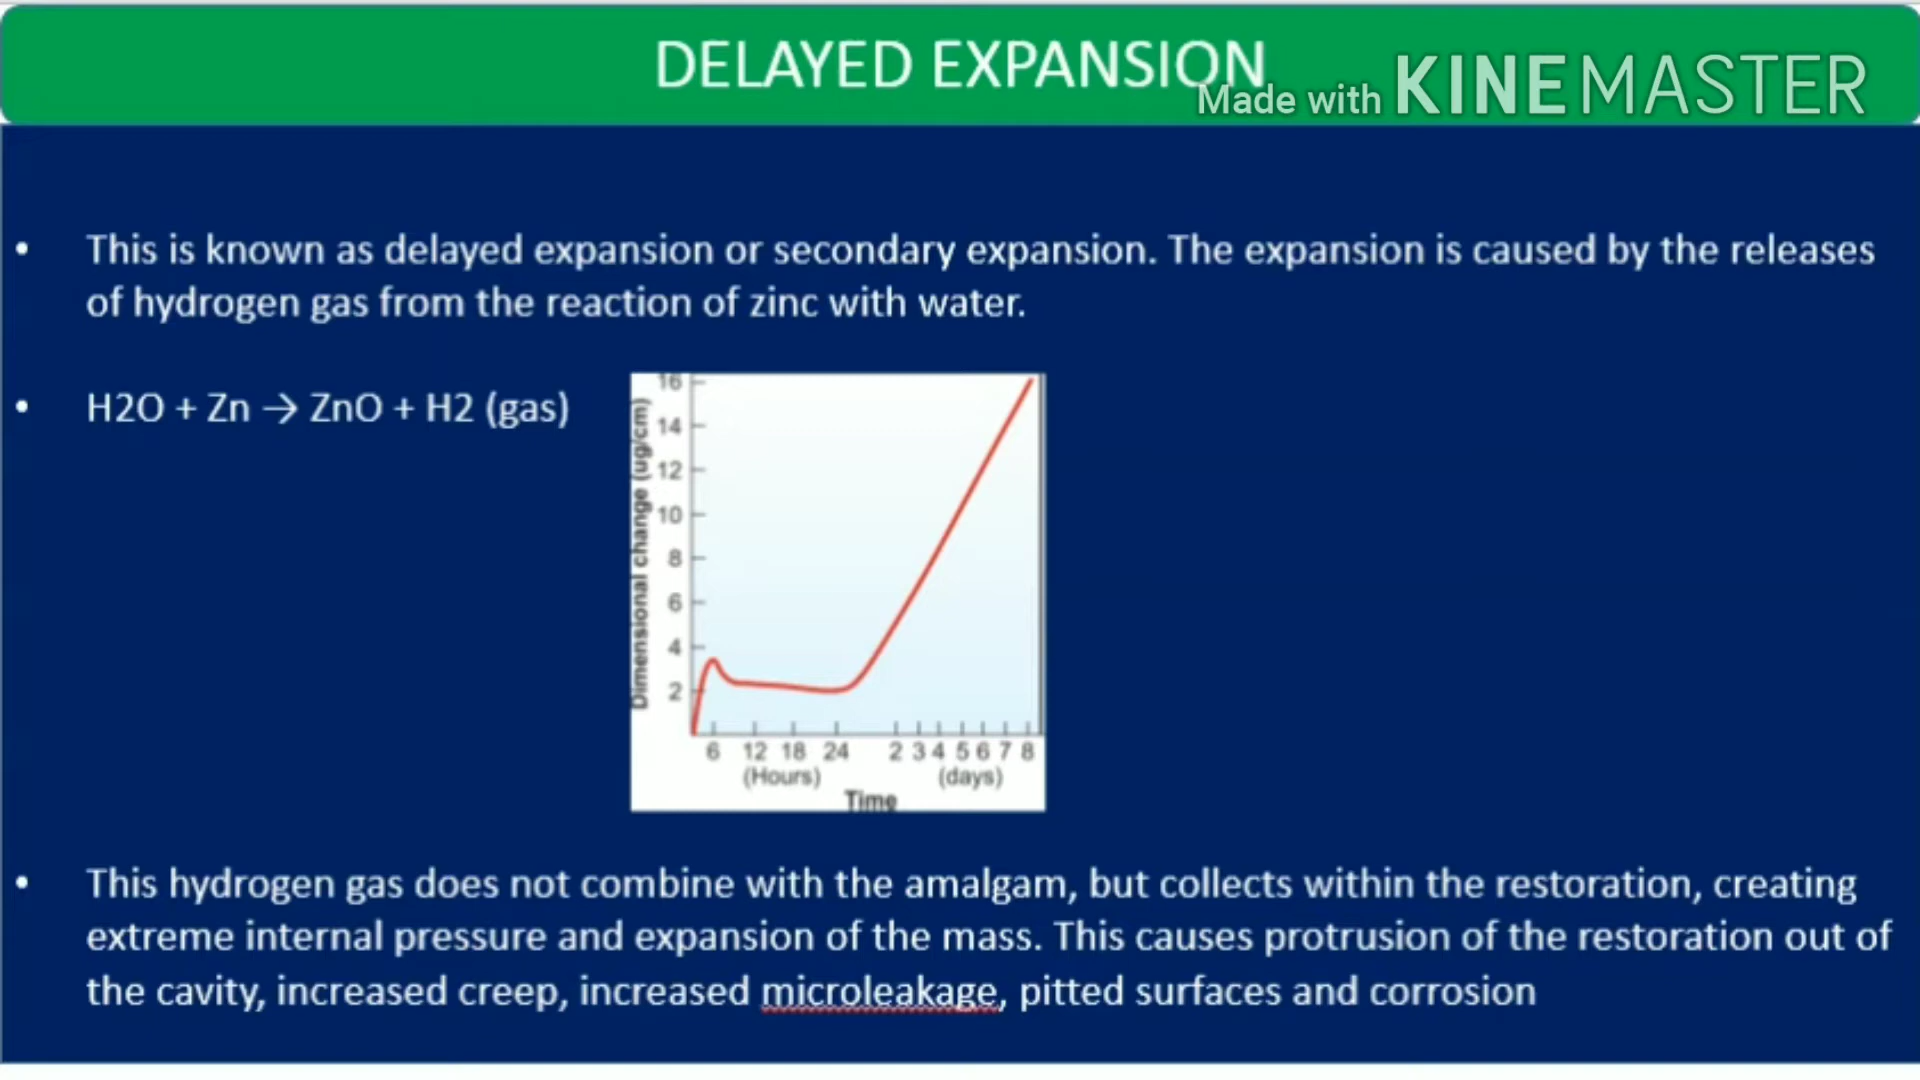 DELAYED EXPANSION
Made with KINEMASTER
• This is known as delayed expansion or secondary expansion. The expansion is caused by the releases
of hydrogen gas from the reaction of zinc with water.
• H2O + Zn → ZnO + H2 (gas)
Dimensional change (ug/cm)
16
14
12
10
8
6
4
2
6 12 18 24 2 3 4 5 6 7 8
(Hours) (days)
Time
• This hydrogen gas does not combine with the amalgam, but collects within the restoration, creating
extreme internal pressure and expansion of the mass. This causes protrusion of the restoration out of
the cavity, increased creep, increased microleakage, pitted surfaces and corrosion